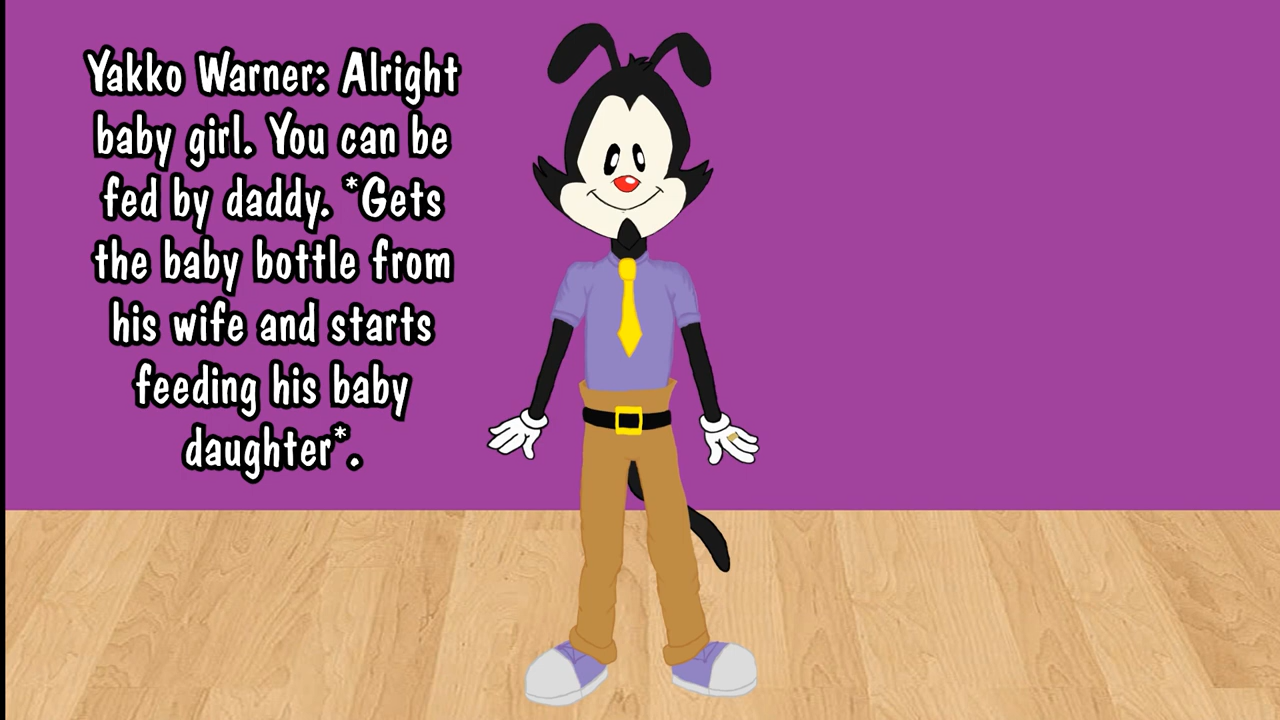 Yakko Warner: Alright
baby girl. You can be
fed by daddy. *Gets
the baby bottle from
his wife and starts
feeding his baby
daughter*.